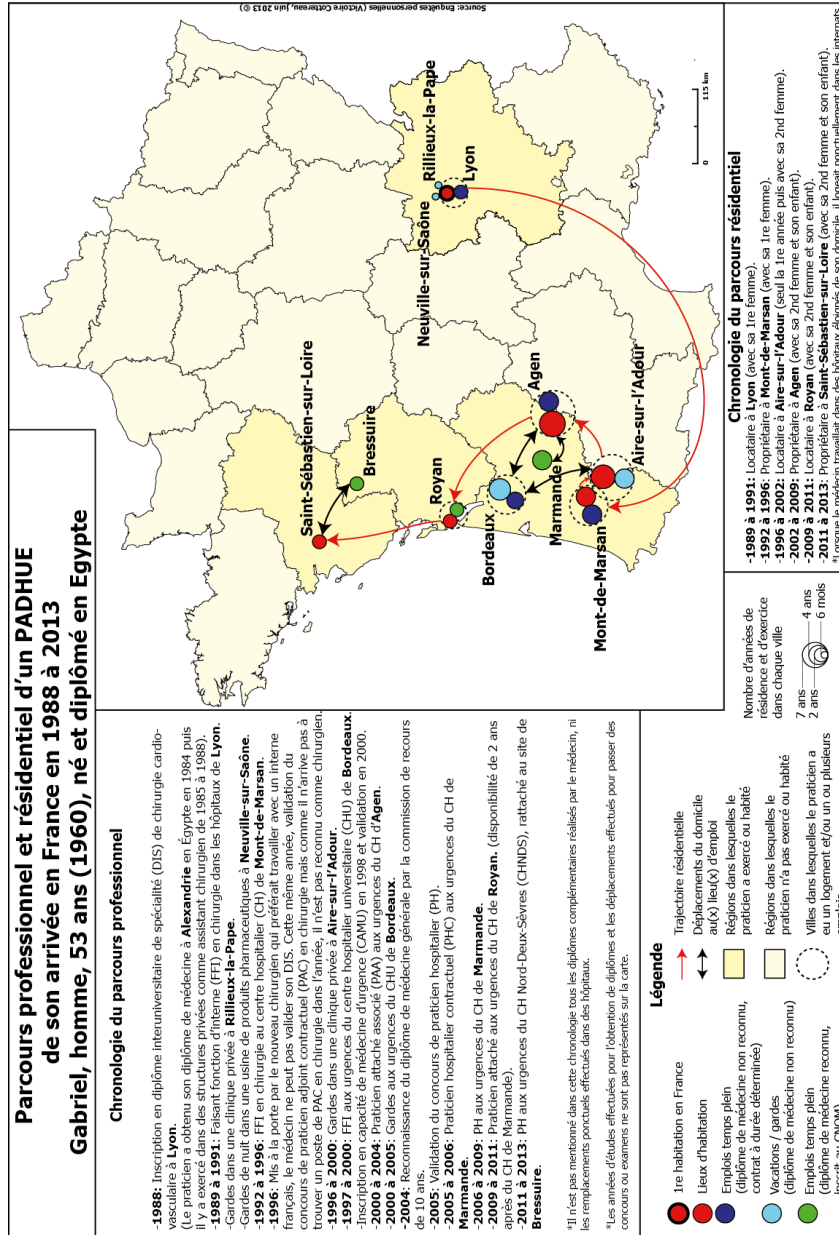 Parcours professionnel et résidentiel d'un PADHUE
de son arrivée en France en 1988 à 2013
Gabriel, homme, 53 ans (1960), né et diplômé en Egypte
Chronologie du parcours professionnel
-1988: Inscription en diplôme interuniversitaire de spécialité (DIS) de chirurgie cardio-
vasculaire à Lyon.
(Le praticien a obtenu son diplôme de médecine à Alexandrie en Égypte en 1984 puis
il y a exercé dans des structures privées comme assistant chirurgien de 1985 à 1988).
-1989 à 1991: Faisant fonction d'interne (FFI) en chirurgie dans les hôpitaux de Lyon.
-Gardes dans une clinique privée à Rillieux-la-Pape.
-Gardes de nuit dans une usine de produits pharmaceutiques à Neuville-sur-Saône.
-1992 à 1996: FFI en chirurgie au centre hospitalier (CH) de Mont-de-Marsan.
-1996: Mis à la porte par le nouveau chirurgien qui préférait travailler avec un interne
français, le médecin ne peut pas valider son DIS. Cette même année, validation du
concours de praticien adjoint contractuel (PAC) en chirurgie mais comme il n'arrive pas à
trouver un poste de PAC en chirurgie dans l'année, il n'est pas reconnu comme chirurgien.
-1996 à 2000: Gardes dans une clinique privée à Aire-sur-l'Adour.
-1997 à 2000: FFI aux urgences du centre hospitalier universitaire (CHU) de Bordeaux.
-Inscription en capacité de médecine d'urgence (CAMU) en 1998 et validation en 2000.
-2000 à 2004: Praticien attaché associé (PAA) aux urgences du CH d'Agen.
-2000 à 2005: Gardes aux urgences du CHU de Bordeaux.
-2004: Reconnaissance du diplôme de médecine générale par la commission de recours
de 10 ans.
-2005: Validation du concours de praticien hospitalier (PH).
-2005 à 2006: Praticien hospitalier contractuel (PHC) aux urgences du CH de
Marmande.
-2006 à 2009: PH aux urgences du CH de Marmande.
-2009 à 2011: Praticien attaché aux urgences du CH de Royan. (disponibilité de 2 ans
après du CH de Marmande).
-2011 à 2013: PH aux urgences du CH Nord-Deux-Sèvres (CHNDS), rattaché au site de
Bressuire.
*Il n'est pas mentionné dans cette chronologie tous les diplômes complémentaires réalisés par le médecin, ni
les remplacements ponctuels effectués dans des hôpitaux.
*Les années d'études effectuées pour l'obtention de diplômes et les déplacements effectués pour passer des
concours ou examens ne sont pas représentés sur la carte.
Saint-Sébastien-sur-Loire
Bressuire
Royan
Bordeaux
Marmande
Mont-de-Marsan
Agen
Aire-sur-l'Adour
Neuville-sur-Saône
Rillieux-la-Pape
Lyon
0 115 km
Source: Enquêtes personnelles (Victoire Cottereau, juin 2013 ©
Légende
1re habitation en France
Lieux d'habitation
Emplois temps plein
(diplôme de médecine non reconnu,
contrat à durée déterminée)
Vacations / gardes
(diplôme de médecine non reconnu)
Emplois temps plein
(diplôme de médecine reconnu,
inscrit au CNOM)
Trajectoire résidentielle
Déplacements du domicile
au(x) lieu(x) d'emploi
Régions dans lesquelles le
praticien a exercé ou habité
Régions dans lesquelles le
praticien n'a pas exercé ou habité
Villes dans lesquelles le praticien a
eu un logement et/ou un ou plusieurs
Nombre d'années de
résidence et d'exercice
dans chaque ville
7 ans
2 ans
4 ans
6 mois
Chronologie du parcours résidentiel
-1989 à 1991: Locataire à Lyon (avec sa 1re femme).
-1992 à 1996: Propriétaire à Mont-de-Marsan (avec sa 1re femme).
-1996 à 2002: Locataire à Aire-sur-l'Adour (seul la 1re année puis avec sa 2nd femme).
-2002 à 2009: Propriétaire à Agen (avec sa 2nd femme et son enfant).
-2009 à 2011: Locataire à Royan (avec sa 2nd femme et son enfant).
-2011 à 2013: Propriétaire à Saint-Sébastien-sur-Loire (avec sa 2nd femme et son enfant).
*Lorsque le médecin travaillait dans des hôpitaux éloignés de son domicile, il logeait ponctuellement dans les internats